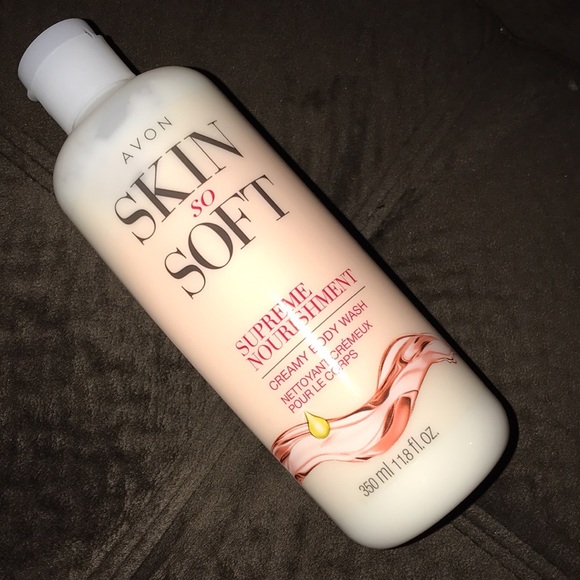 AVON
SKIN
so
SOFT
SUPREME
NOURISHMENT
CREAMY BODY WASH
NETTOYANT CRÉMEUX
POUR LE CORPS
350 ml 11.8 fl. oz.